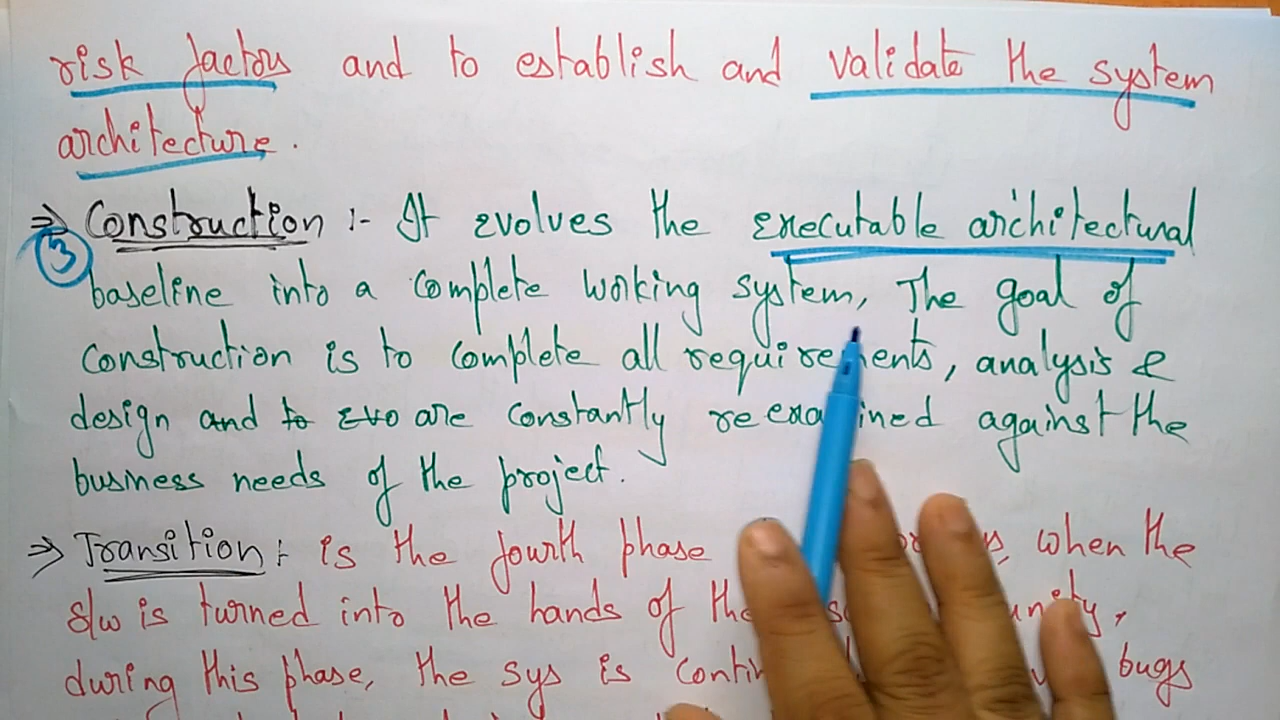 risk factors and to establish and validate the system
architecture.
⇒ Construction :- It evolves the executable architectural
3
baseline into a complete working system, The goal of
Construction is to complete all requirements, analysis &
design and to evo are constantly reexamined against the
business needs of the project.
⇒ Transition :- is the fourth phase when the
s/w is turned into the hands of the
during this phase, the sys is bugs